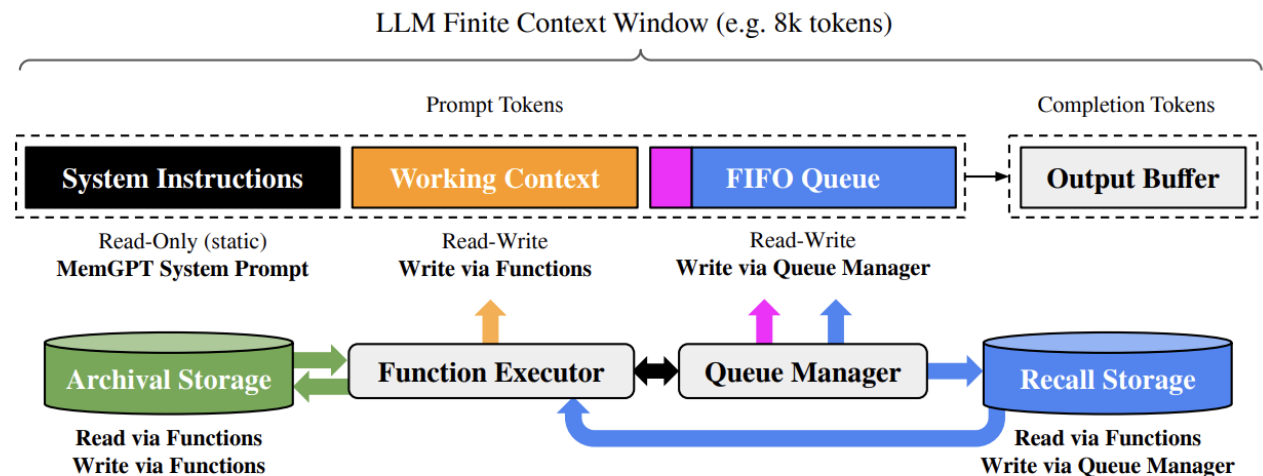 LLM Finite Context Window (e.g. 8k tokens)
Prompt Tokens
Completion Tokens
System Instructions
Working Context
FIFO Queue
Output Buffer
Read-Only (static)
MemGPT System Prompt
Read-Write
Write via Functions
Read-Write
Write via Queue Manager
Archival Storage
Function Executor
Queue Manager
Recall Storage
Read via Functions
Write via Functions
Read via Functions
Write via Queue Manager